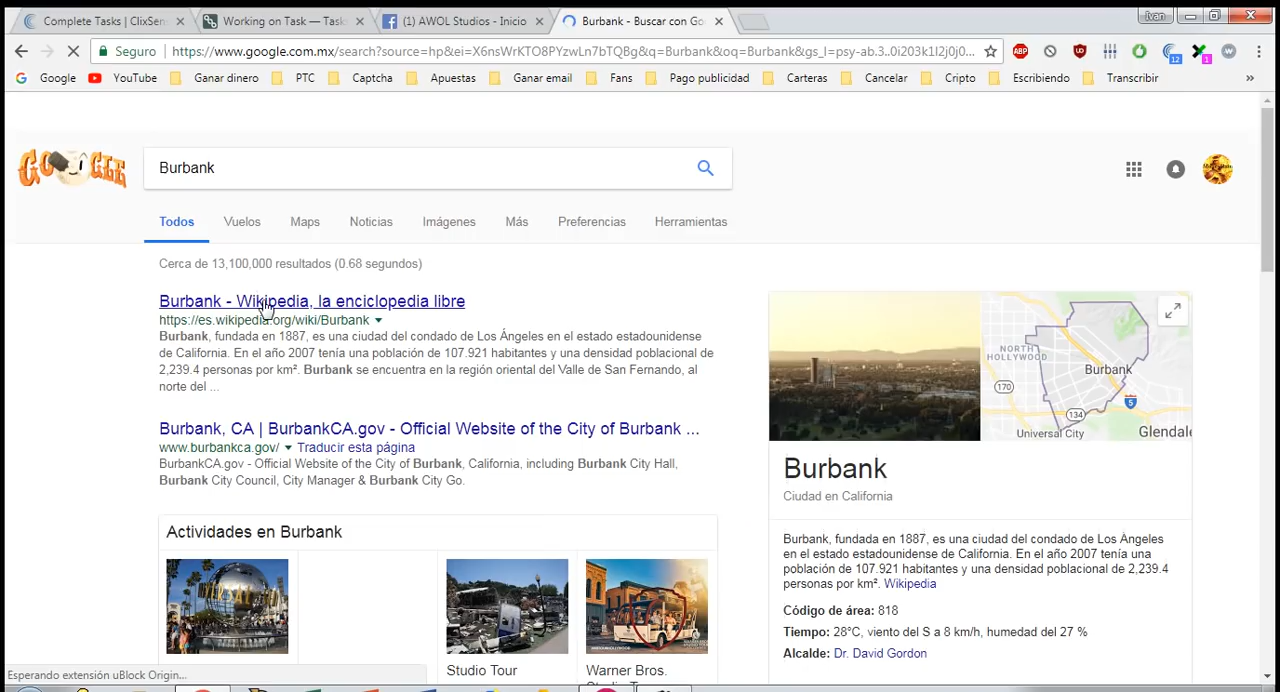 Complete Tasks | ClixSen
Working on Task — Task
(1) AWOL Studios - Inicio
Burbank - Buscar con Go
Ivan
Seguro
https://www.google.com.mx/search?source=hp&ei=X6nsWrKTO8PYzwLn7bTQBg&q=Burbank&oq=Burbank&gs_l=psy-ab.3..0i203k1l2j0j0...
ABP
12
1
W
G Google
YouTube
Ganar dinero
PTC
Captcha
Apuestas
Ganar email
Fans
Pago publicidad
Carteras
Cancelar
Cripto
Escribiendo
Transcribir
»
GOOGLE
Burbank
Todos
Vuelos
Maps
Noticias
Imágenes
Más
Preferencias
Herramientas
Cerca de 13,100,000 resultados (0.68 segundos)
Burbank - Wikipedia, la enciclopedia libre
https://es.wikipedia.org/wiki/Burbank
Burbank, fundada en 1887, es una ciudad del condado de Los Ángeles en el estado estadounidense
de California. En el año 2007 tenía una población de 107.921 habitantes y una densidad poblacional de
2,239.4 personas por km². Burbank se encuentra en la región oriental del Valle de San Fernando, al
norte del ...
Burbank, CA | BurbankCA.gov - Official Website of the City of Burbank ...
www.burbankca.gov/ Traducir esta página
BurbankCA.gov - Official Website of the City of Burbank, California, including Burbank City Hall,
Burbank City Council, City Manager & Burbank City Go.
Actividades en Burbank
Studio Tour
Warner Bros.
NORTH
HOLLYWOOD
170
Burbank
5
134
Universal City
Glendale
Burbank
Ciudad en California
Burbank, fundada en 1887, es una ciudad del condado de Los Ángeles
en el estado estadounidense de California. En el año 2007 tenía una
población de 107.921 habitantes y una densidad poblacional de 2,239.4
personas por km². Wikipedia
Código de área: 818
Tiempo: 28°C, viento del S a 8 km/h, humedad del 27 %
Alcalde: Dr. David Gordon
Esperando extensión uBlock Origin...